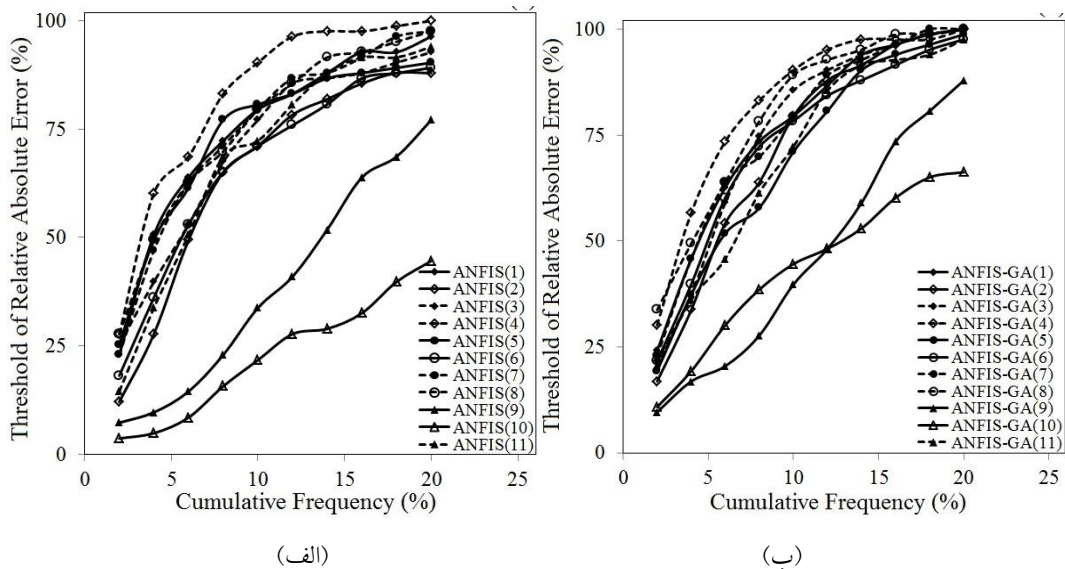 Threshold of Relative Absolute Error (%)
100
75
50
25
0
ANFIS(1)
ANFIS(2)
ANFIS(3)
ANFIS(4)
ANFIS(5)
ANFIS(6)
ANFIS(7)
ANFIS(8)
ANFIS(9)
ANFIS(10)
ANFIS(11)
0 5 10 15 20 25
Cumulative Frequency (%)
(الف)
Threshold of Relative Absolute Error (%)
100
75
50
25
0
ANFIS-GA(1)
ANFIS-GA(2)
ANFIS-GA(3)
ANFIS-GA(4)
ANFIS-GA(5)
ANFIS-GA(6)
ANFIS-GA(7)
ANFIS-GA(8)
ANFIS-GA(9)
ANFIS-GA(10)
ANFIS-GA(11)
0 5 10 15 20 25
Cumulative Frequency (%)
(ب)